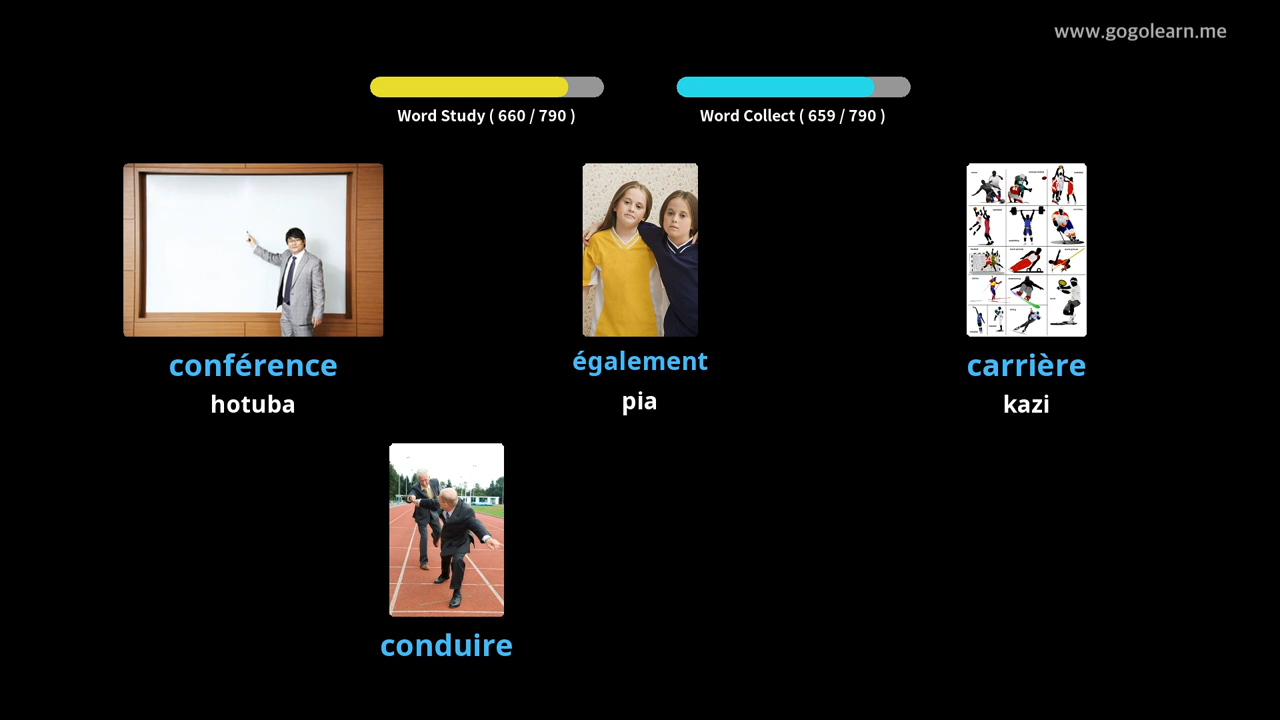 www.gogolearn.me
Word Study ( 660 / 790 )
Word Collect ( 659 / 790 )
conférence
hotuba
également
pia
carrière
kazi
conduire